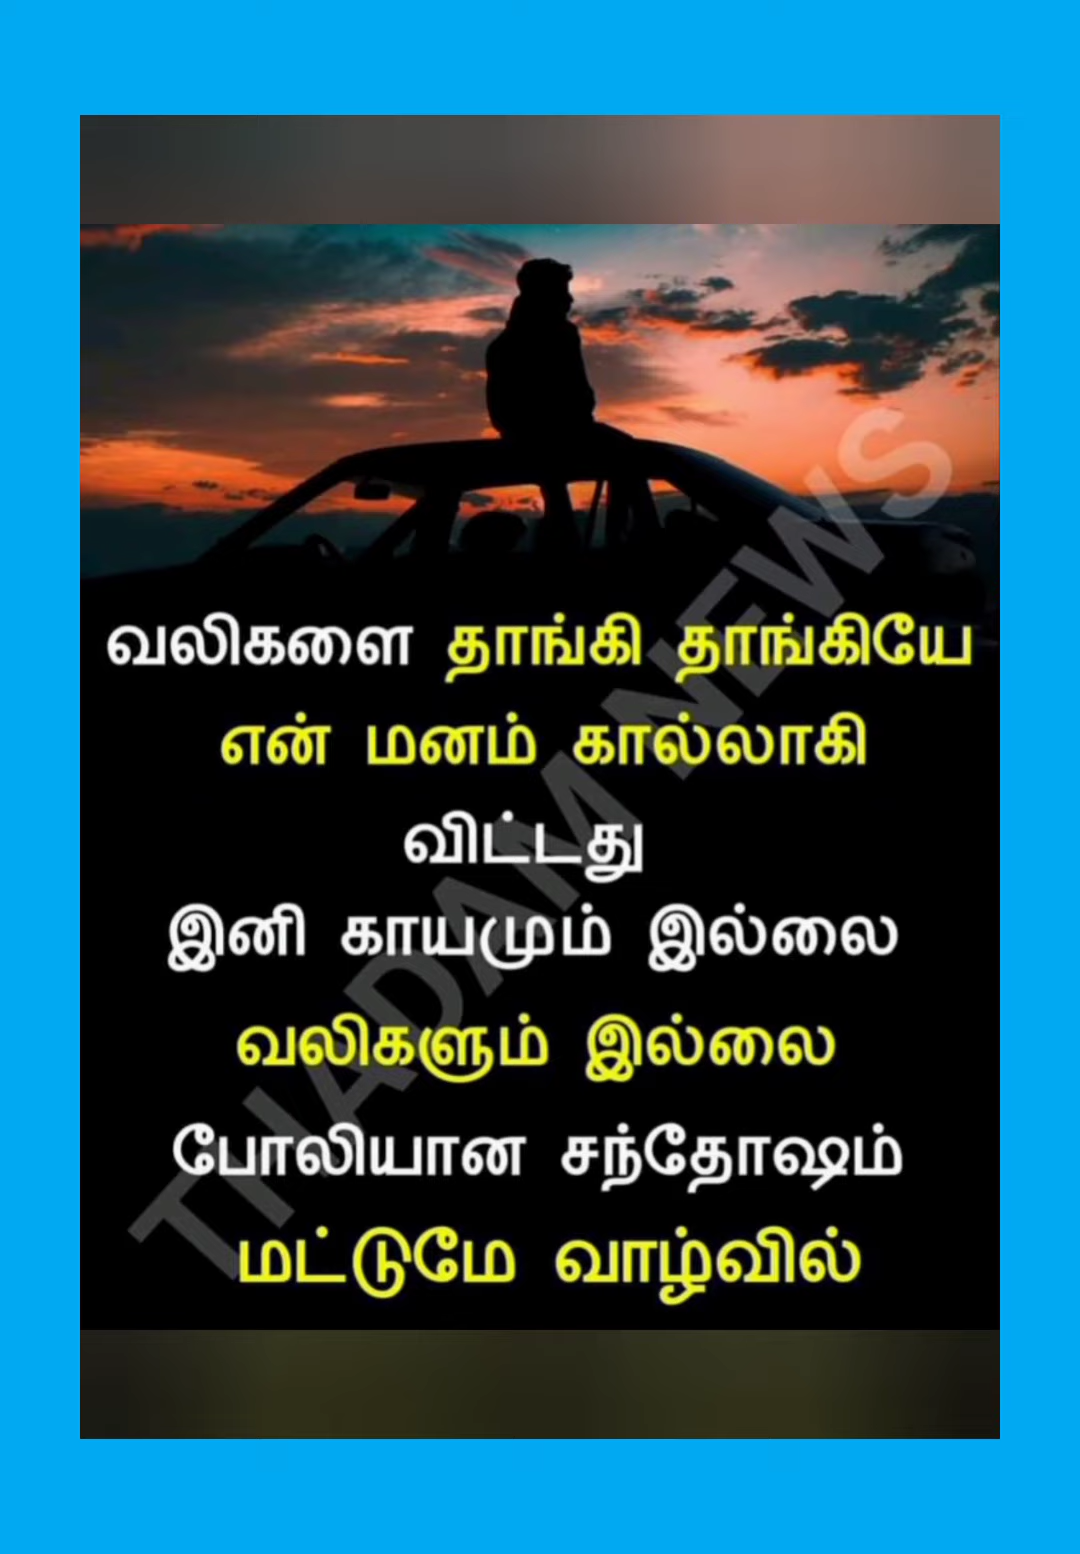 வலிகளை தாங்கி தாங்கியே
என் மனம் கால்லாகி
விட்டது
இனி காயமும் இல்லை
வலிகளும் இல்லை
போலியான சந்தோஷம்
மட்டுமே வாழ்வில்
THADAM NEWS